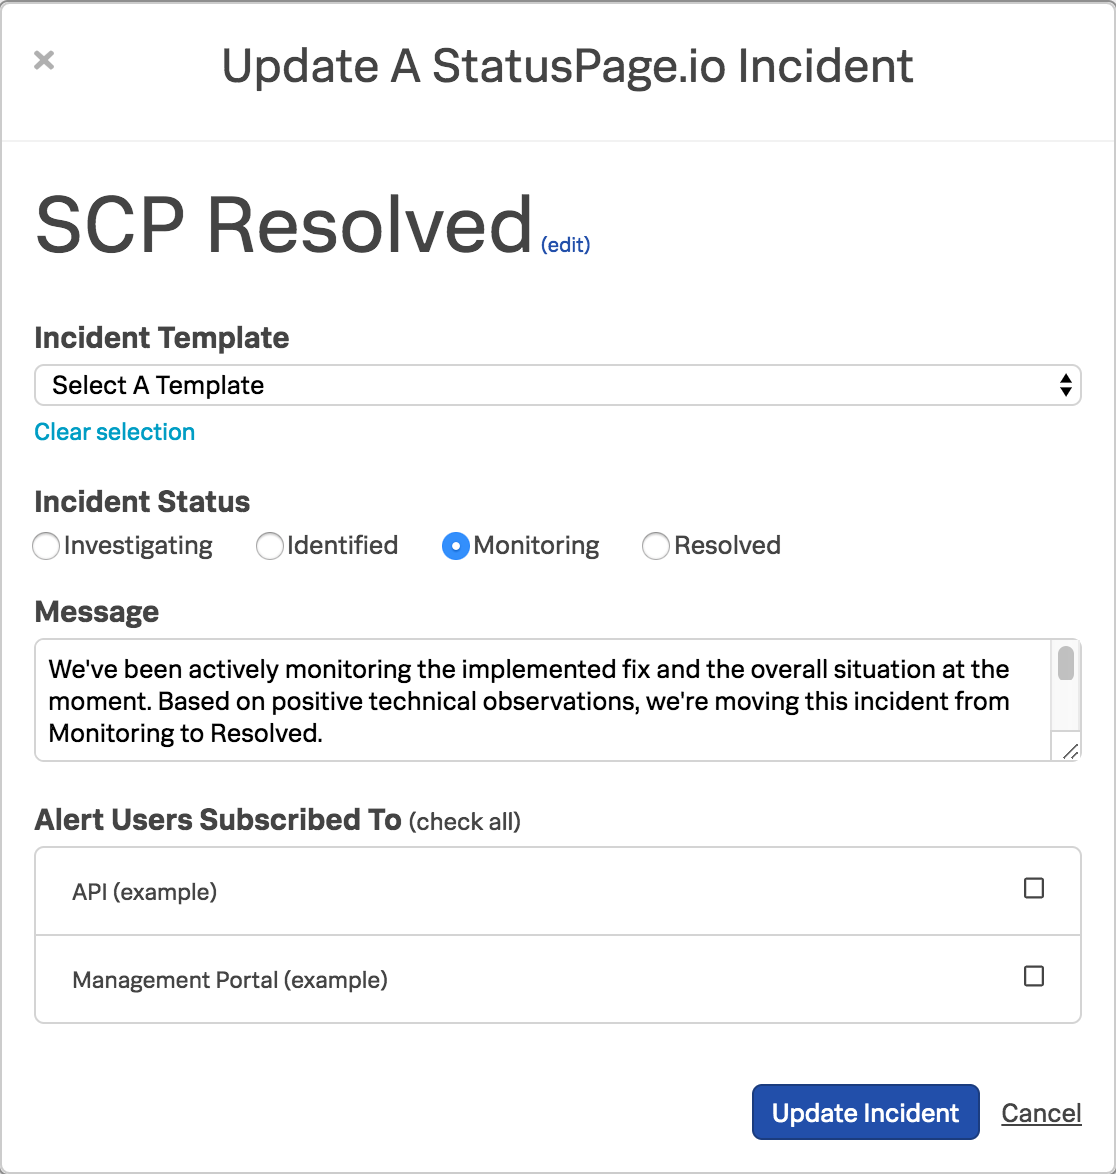 Update A StatusPage.io Incident
SCP Resolved (edit)
Incident Template
Select A Template
Clear selection
Incident Status
Investigating Identified Monitoring Resolved
Message
We've been actively monitoring the implemented fix and the overall situation at the
moment. Based on positive technical observations, we're moving this incident from
Monitoring to Resolved.
Alert Users Subscribed To (check all)
API (example)
Management Portal (example)
Update Incident Cancel